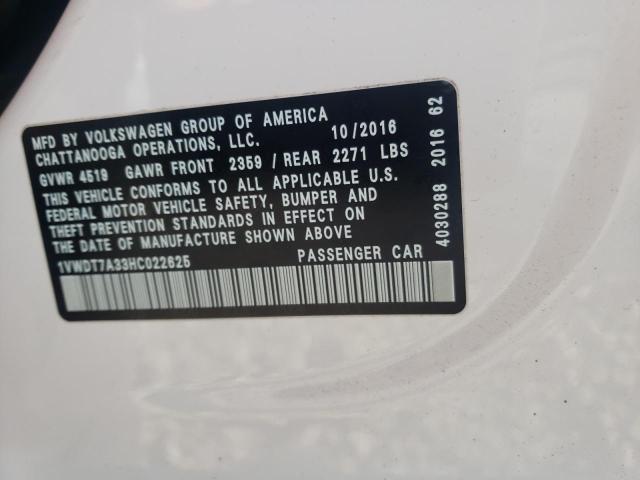 MFD BY VOLKSWAGEN GROUP OF AMERICA
CHATTANOOGA OPERATIONS, LLC. 10/2016
GVWR 4519 GAWR FRONT 2359 / REAR 2271 LBS
THIS VEHICLE CONFORMS TO ALL APPLICABLE U.S.
FEDERAL MOTOR VEHICLE SAFETY, BUMPER AND
THEFT PREVENTION STANDARDS IN EFFECT ON
THE DATE OF MANUFACTURE SHOWN ABOVE
1VWDT7A33HC022625 PASSENGER CAR
4030288 2016 62